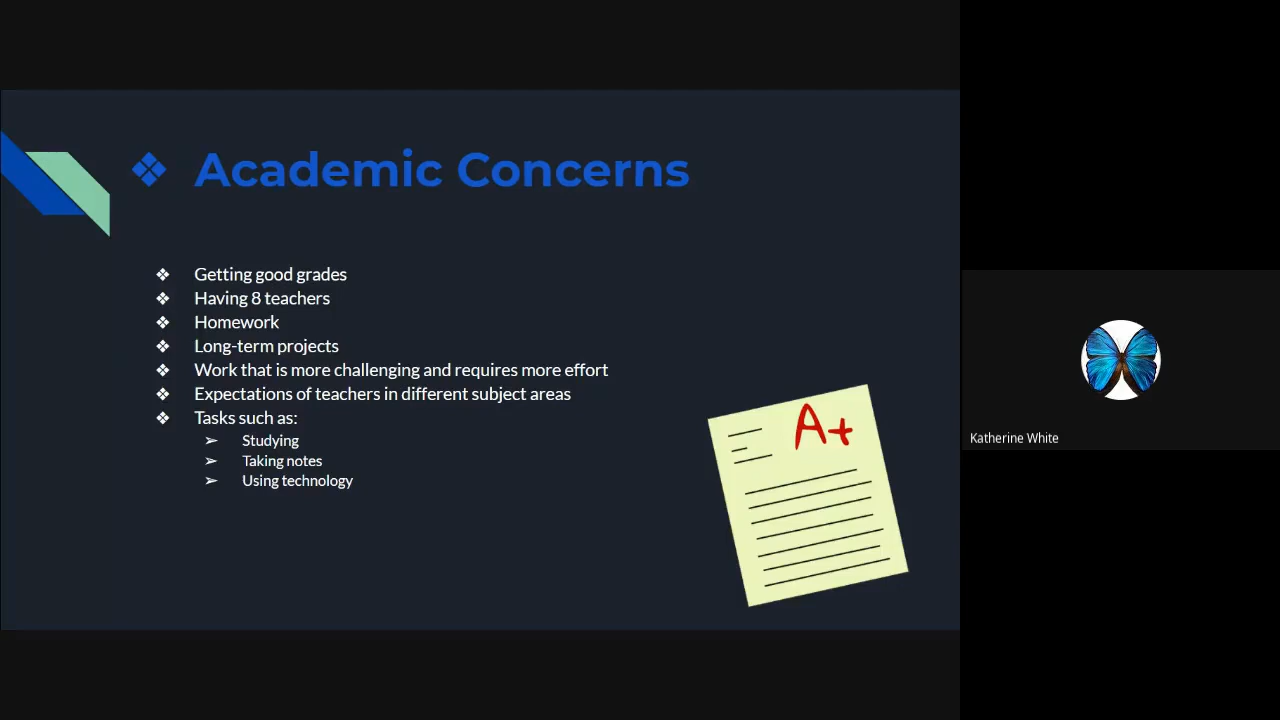 ❖ Academic Concerns
❖ Getting good grades
❖ Having 8 teachers
❖ Homework
❖ Long-term projects
❖ Work that is more challenging and requires more effort
❖ Expectations of teachers in different subject areas
❖ Tasks such as:
➢ Studying
➢ Taking notes
➢ Using technology
A+
Katherine White